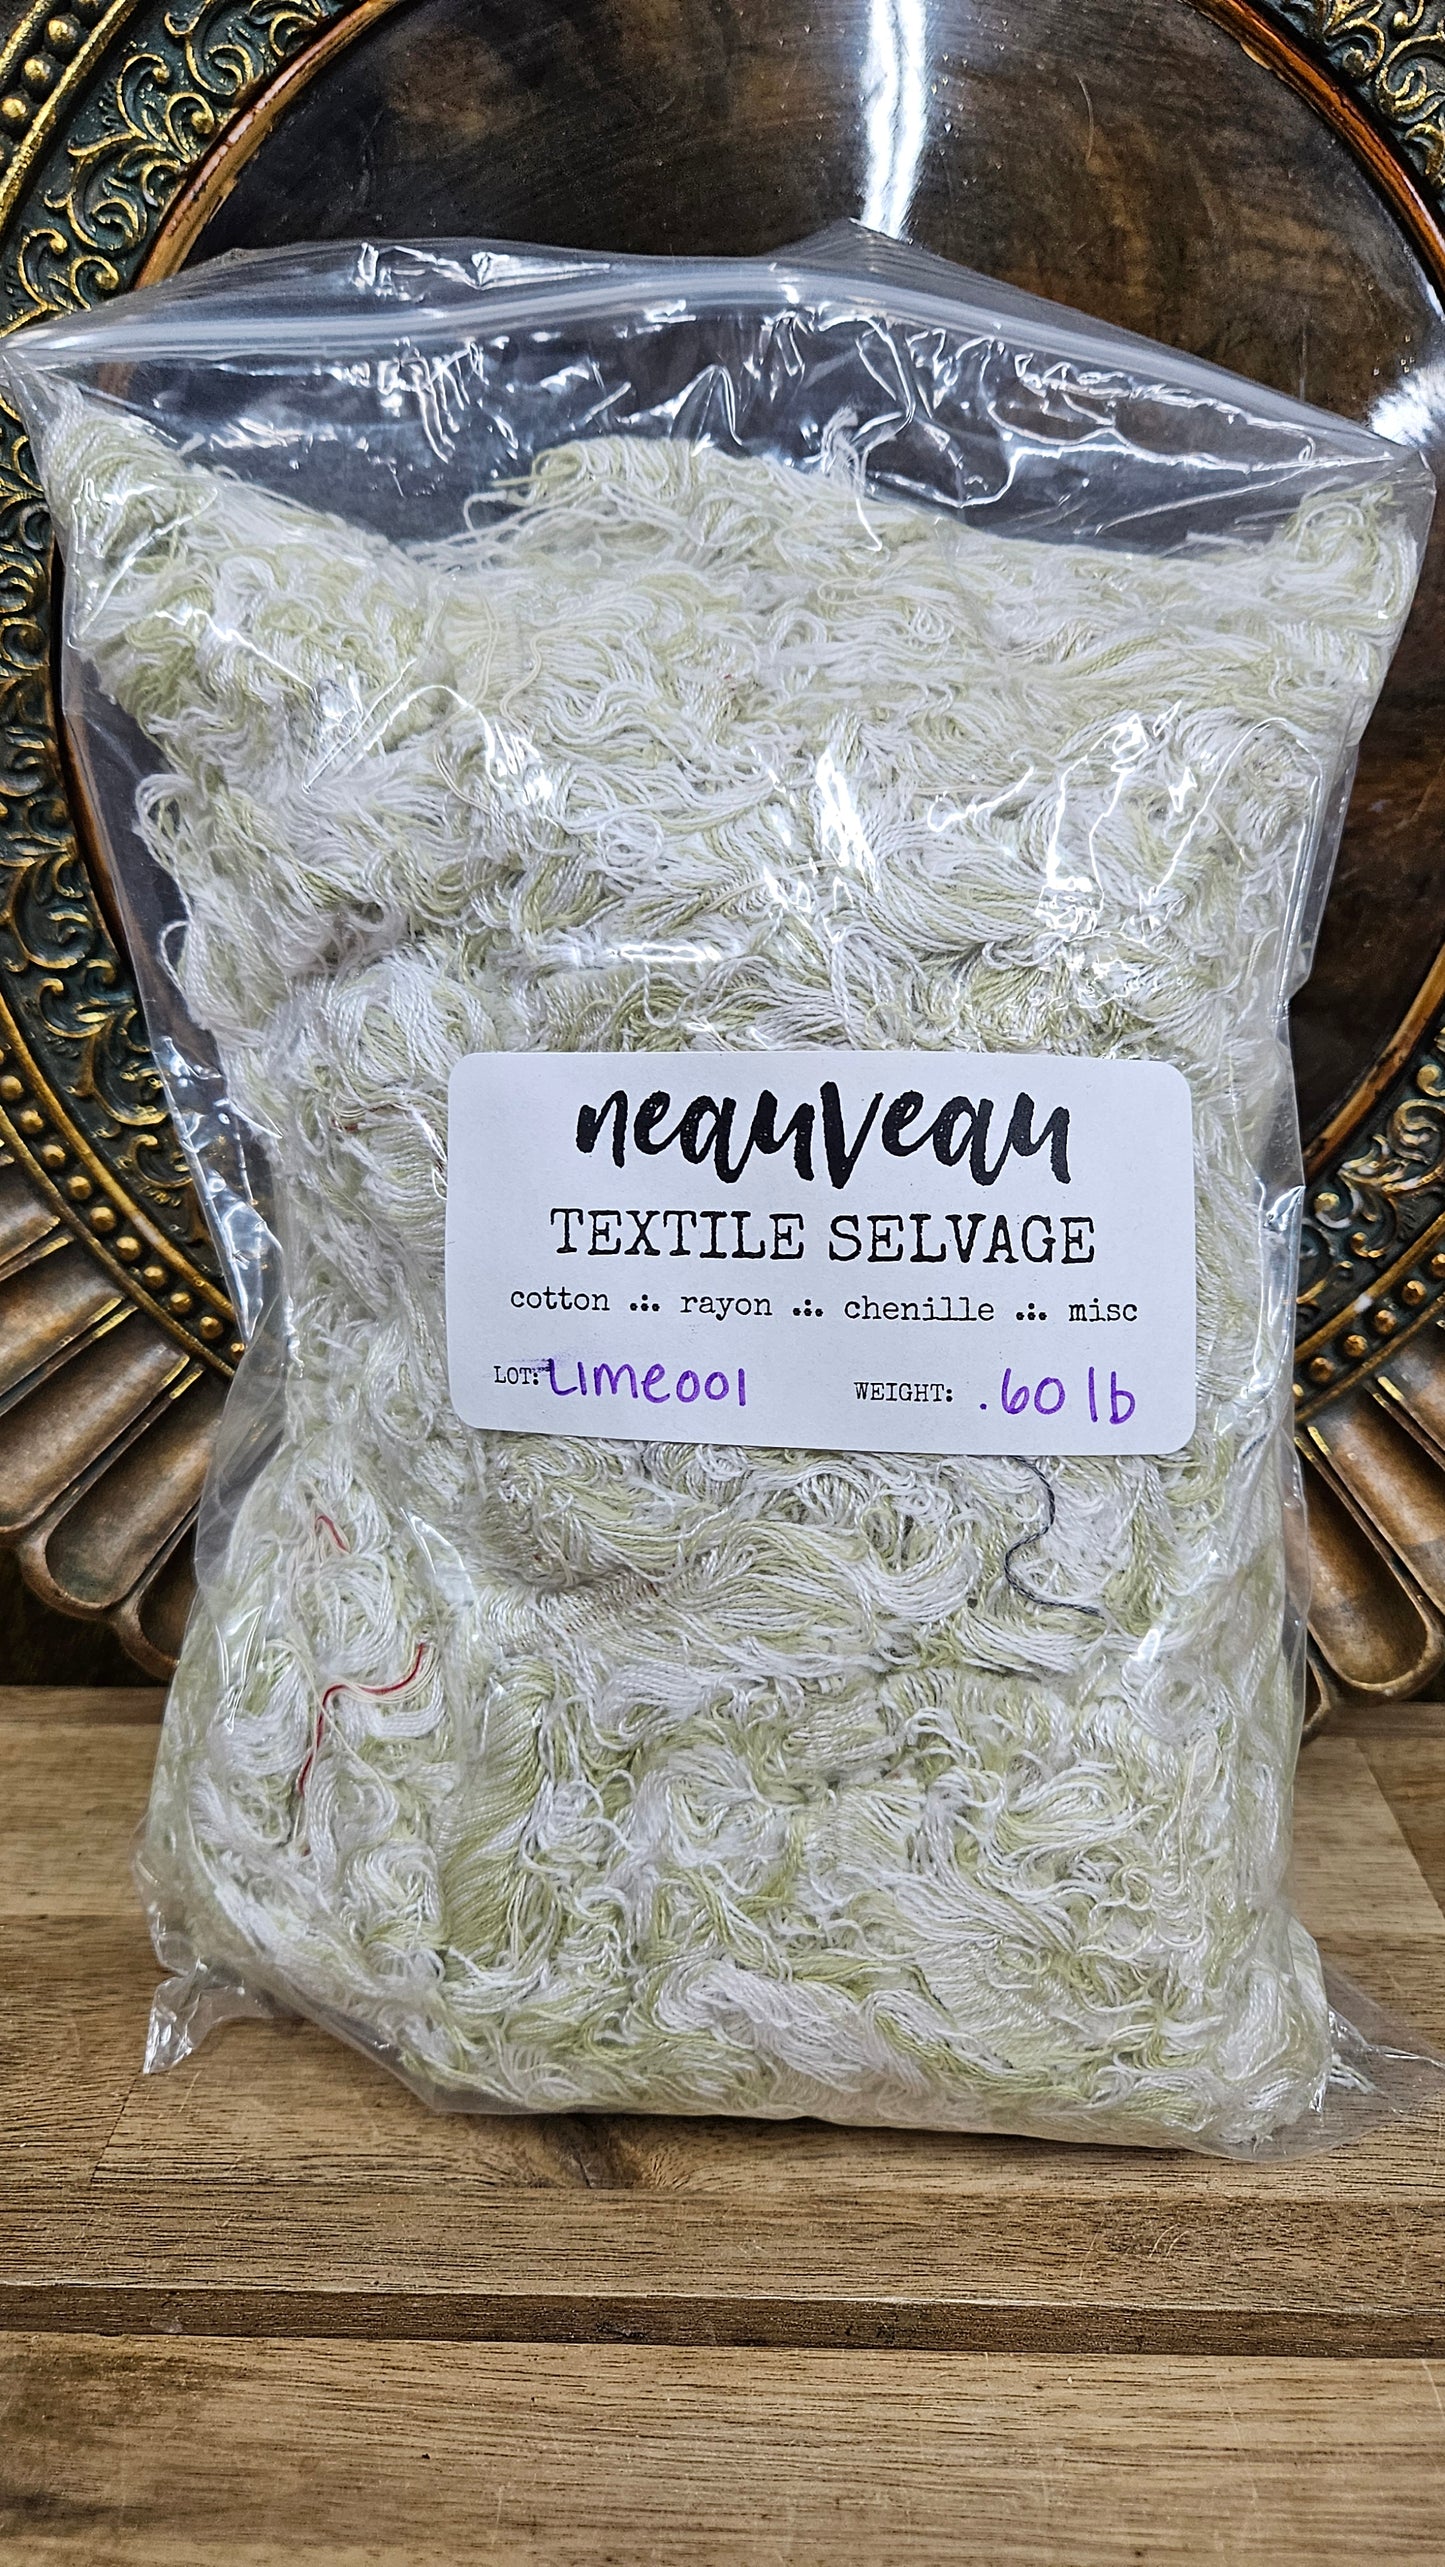 neauveau
TEXTILE SELVAGE
cotton ∴ rayon ∴ chenille ∴ misc
LOT: LIME001 WEIGHT: .60 lb